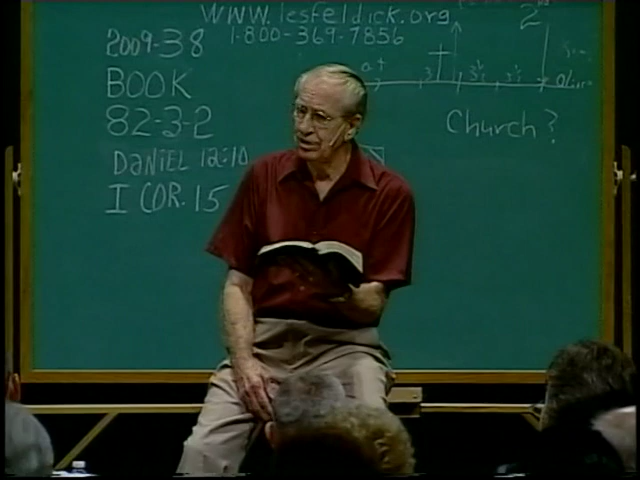 www.lesfeldick.org
2009-38
1-800-369-7856
BOOK
82-3-2
DANIEL 12:10
I COR. 15
Church?